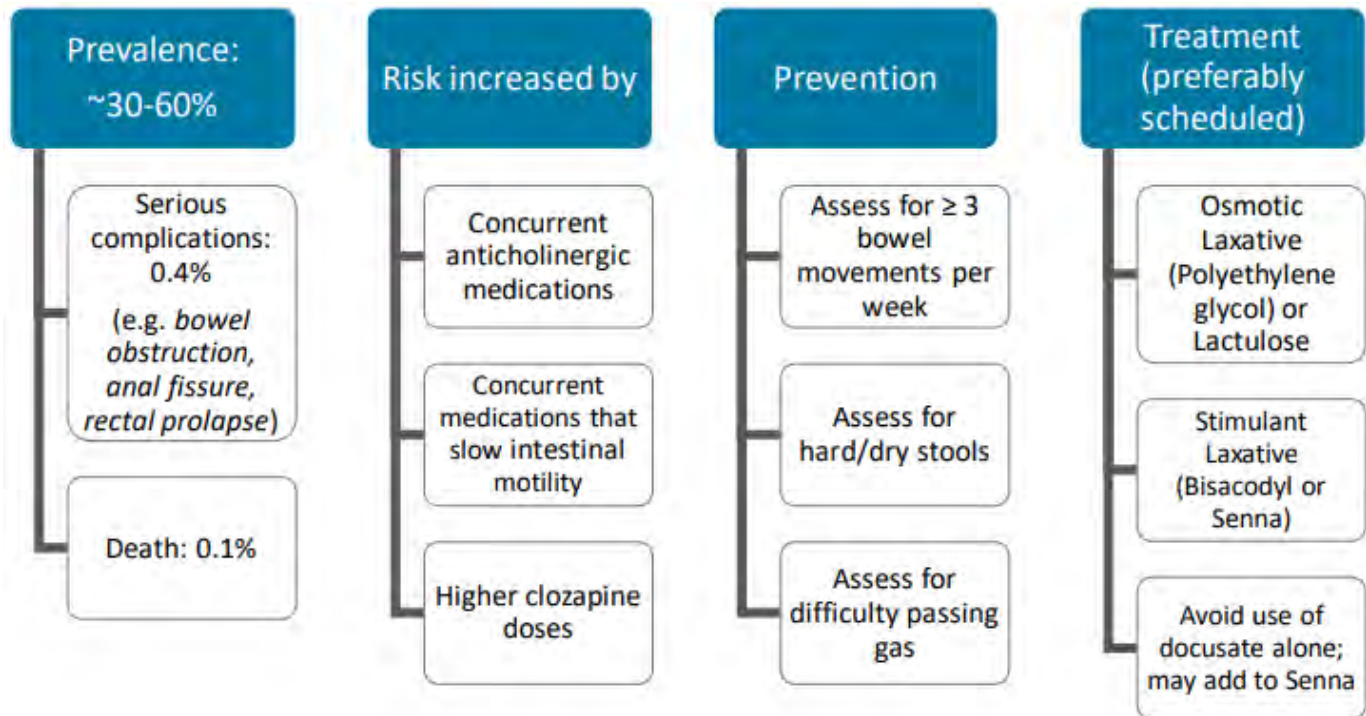 Prevalence:
~30-60%
Serious
complications:
0.4%
(e.g. bowel
obstruction,
anal fissure,
rectal prolapse)
Death: 0.1%
Risk increased by
Concurrent
anticholinergic
medications
Concurrent
medications that
slow intestinal
motility
Higher clozapine
doses
Prevention
Assess for ≥ 3
bowel
movements per
week
Assess for
hard/dry stools
Assess for
difficulty passing
gas
Treatment
(preferably
scheduled)
Osmotic
Laxative
(Polyethylene
glycol) or
Lactulose
Stimulant
Laxative
(Bisacodyl or
Senna)
Avoid use of
docusate alone;
may add to Senna